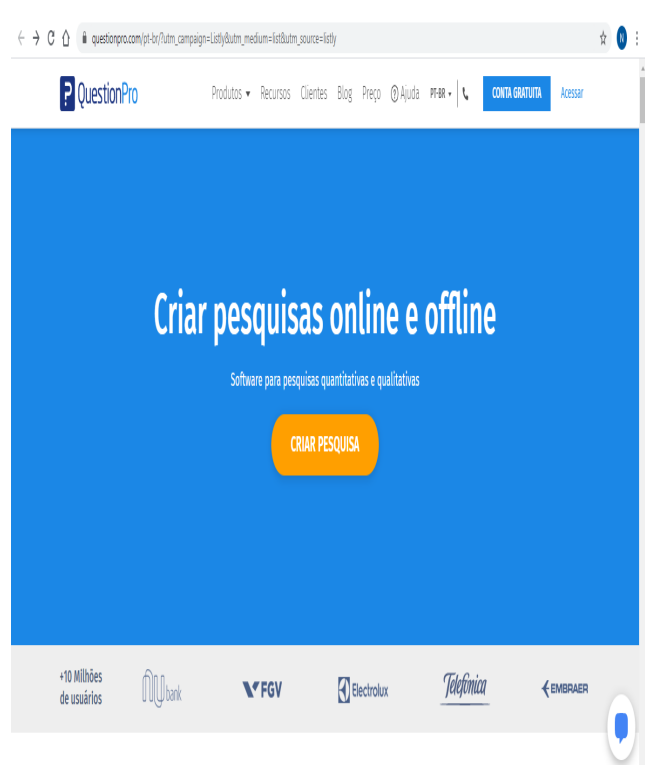 questionpro.com/pt-br/?utm_campaign=Listly&utm_medium=list&utm_source=listly
N
QuestionPro
Produtos Recursos Clientes Blog Preço ? Ajuda PT-BR CONTA GRATUITA Acessar
Criar pesquisas online e offline
Software para pesquisas quantitativas e qualitativas
CRIAR PESQUISA
+10 Milhões
de usuários
NU bank
FGV
Electrolux
Telefónica
EMBRAER